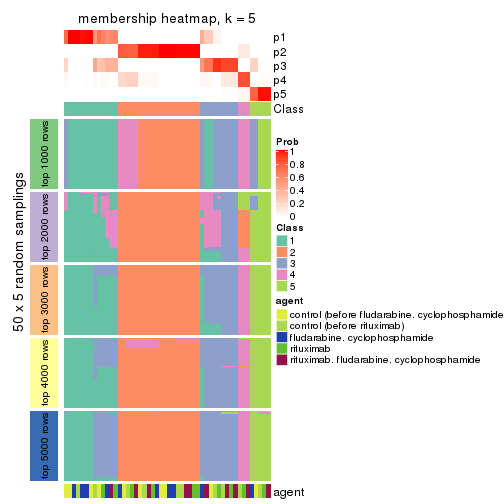 membership heatmap, k = 5
p1
p2
p3
p4
p5
Class
50 x 5 random samplings
top 1000 rows
top 2000 rows
top 3000 rows
top 4000 rows
top 5000 rows
Prob
1
0.8
0.6
0.4
0.2
0
Class
1
2
3
4
5
agent
control (before fludarabine. cyclophosphamide
control (before rituximab)
fludarabine. cyclophosphamide
rituximab
rituximab. fludarabine. cyclophosphamide
agent